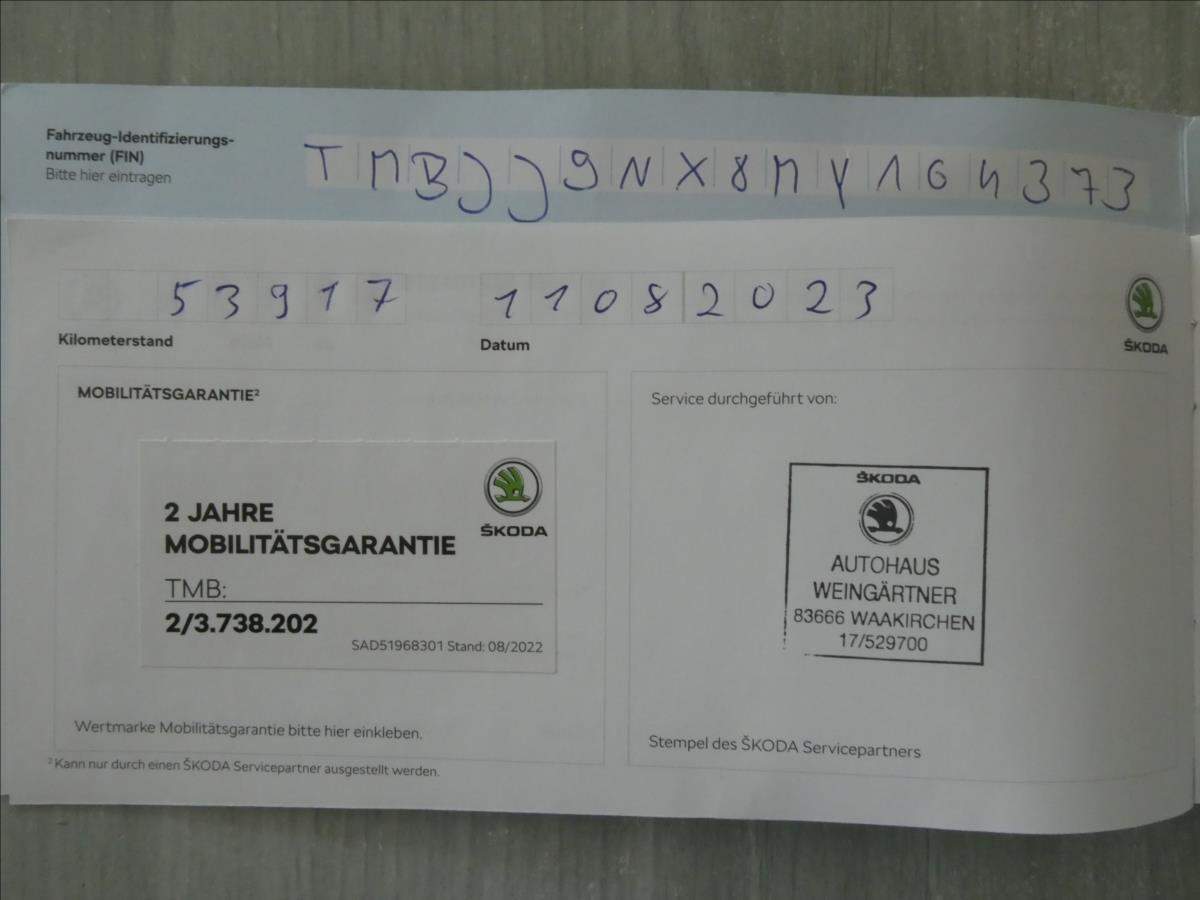 Fahrzeug-Identifizierungs-
nummer (FIN)
Bitte hier eintragen
TMBJJ9NX8MY164373
53917
11082023
Kilometerstand
Datum
ŠKODA
MOBILITÄTSGARANTIE²
2 JAHRE
MOBILITÄTSGARANTIE
ŠKODA
TMB:
2/3.738.202
SAD51968301 Stand: 08/2022
Wertmarke Mobilitätsgarantie bitte hier einkleben.
² Kann nur durch einen ŠKODA Servicepartner ausgestellt werden.
Service durchgeführt von:
ŠKODA
AUTOHAUS
WEINGÄRTNER
83666 WAAKIRCHEN
17/529700
Stempel des ŠKODA Servicepartners